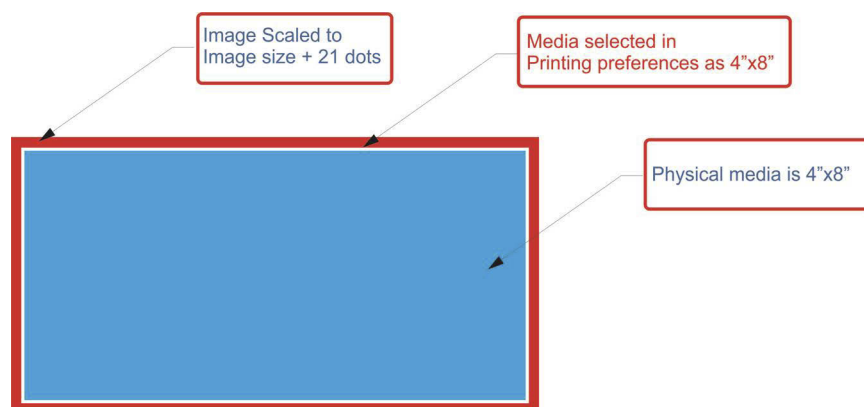 Image Scaled to
Image size + 21 dots
Media selected in
Printing preferences as 4”x8”
Physical media is 4”x8”